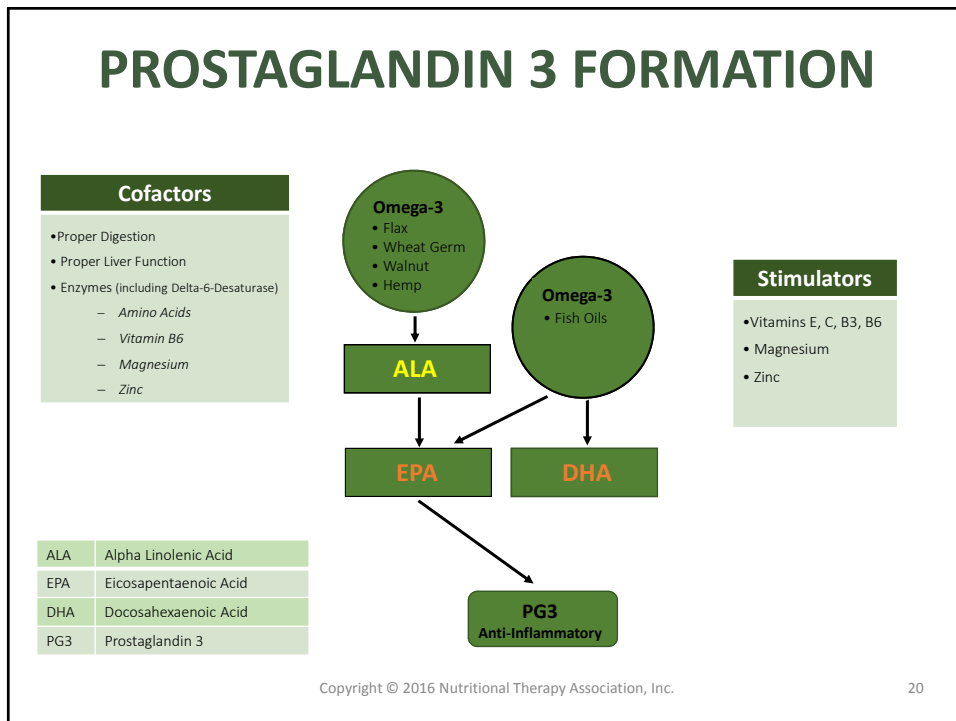 PROSTAGLANDIN 3 FORMATION
Cofactors
•Proper Digestion
• Proper Liver Function
• Enzymes (including Delta-6-Desaturase)
– Amino Acids
– Vitamin B6
– Magnesium
– Zinc
Omega-3
• Flax
• Wheat Germ
• Walnut
• Hemp
Omega-3
• Fish Oils
Stimulators
•Vitamins E, C, B3, B6
• Magnesium
• Zinc
ALA
EPA
DHA
PG3
Anti-Inflammatory
ALA Alpha Linolenic Acid
EPA Eicosapentaenoic Acid
DHA Docosahexaenoic Acid
PG3 Prostaglandin 3
Copyright © 2016 Nutritional Therapy Association, Inc.
20